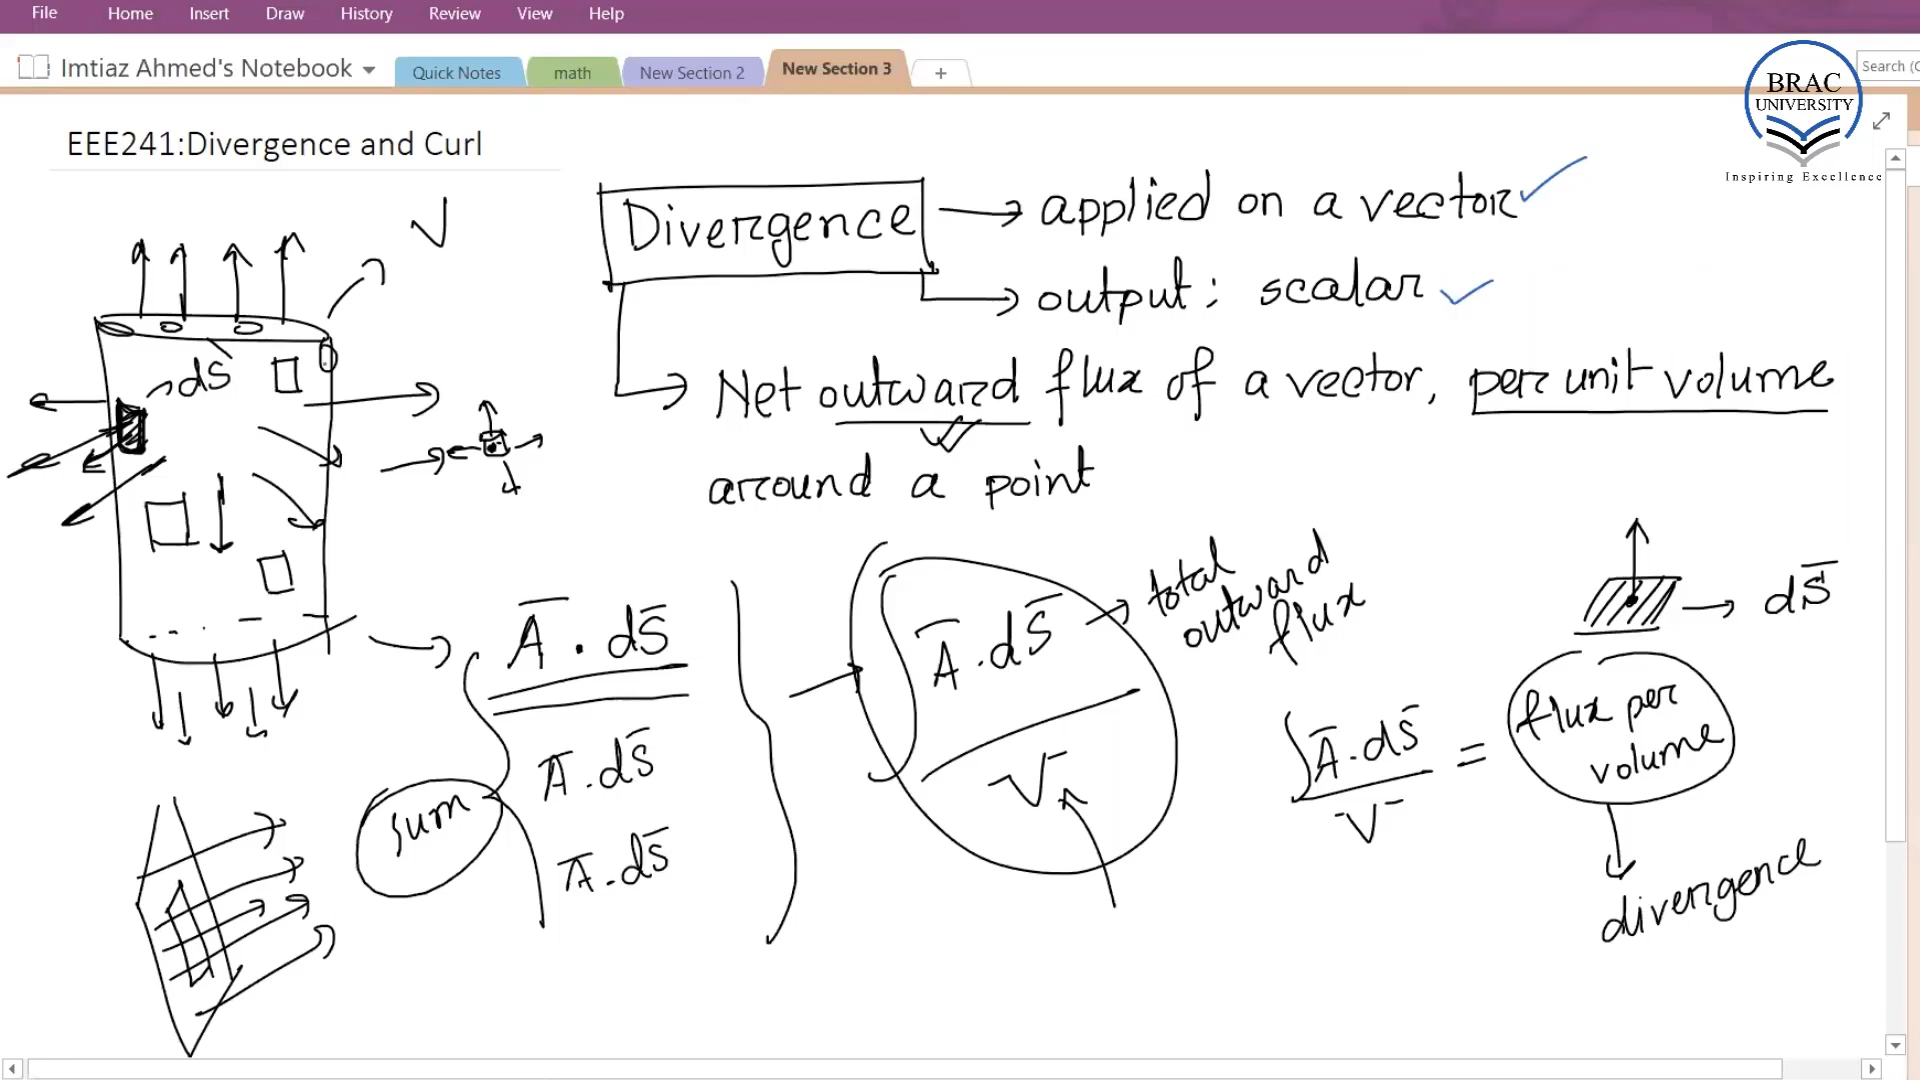 File Home Insert Draw History Review View Help
Imtiaz Ahmed's Notebook Quick Notes math New Section 2 New Section 3 +
Search (C
BRAC
UNIVERSITY
Inspiring Excellence
EEE241:Divergence and Curl
V
Divergence → applied on a vector
→ output: scalar
→ Net outward flux of a vector, per unit volume
around a point
ds
A̅ · dS̅
A̅ · dS̅
A̅ · dS̅
sum
∫ A̅ · dS̅
V
total
outward
flux
dS̅
∫ A̅ · dS̅ / V = flux per
volume
divergence